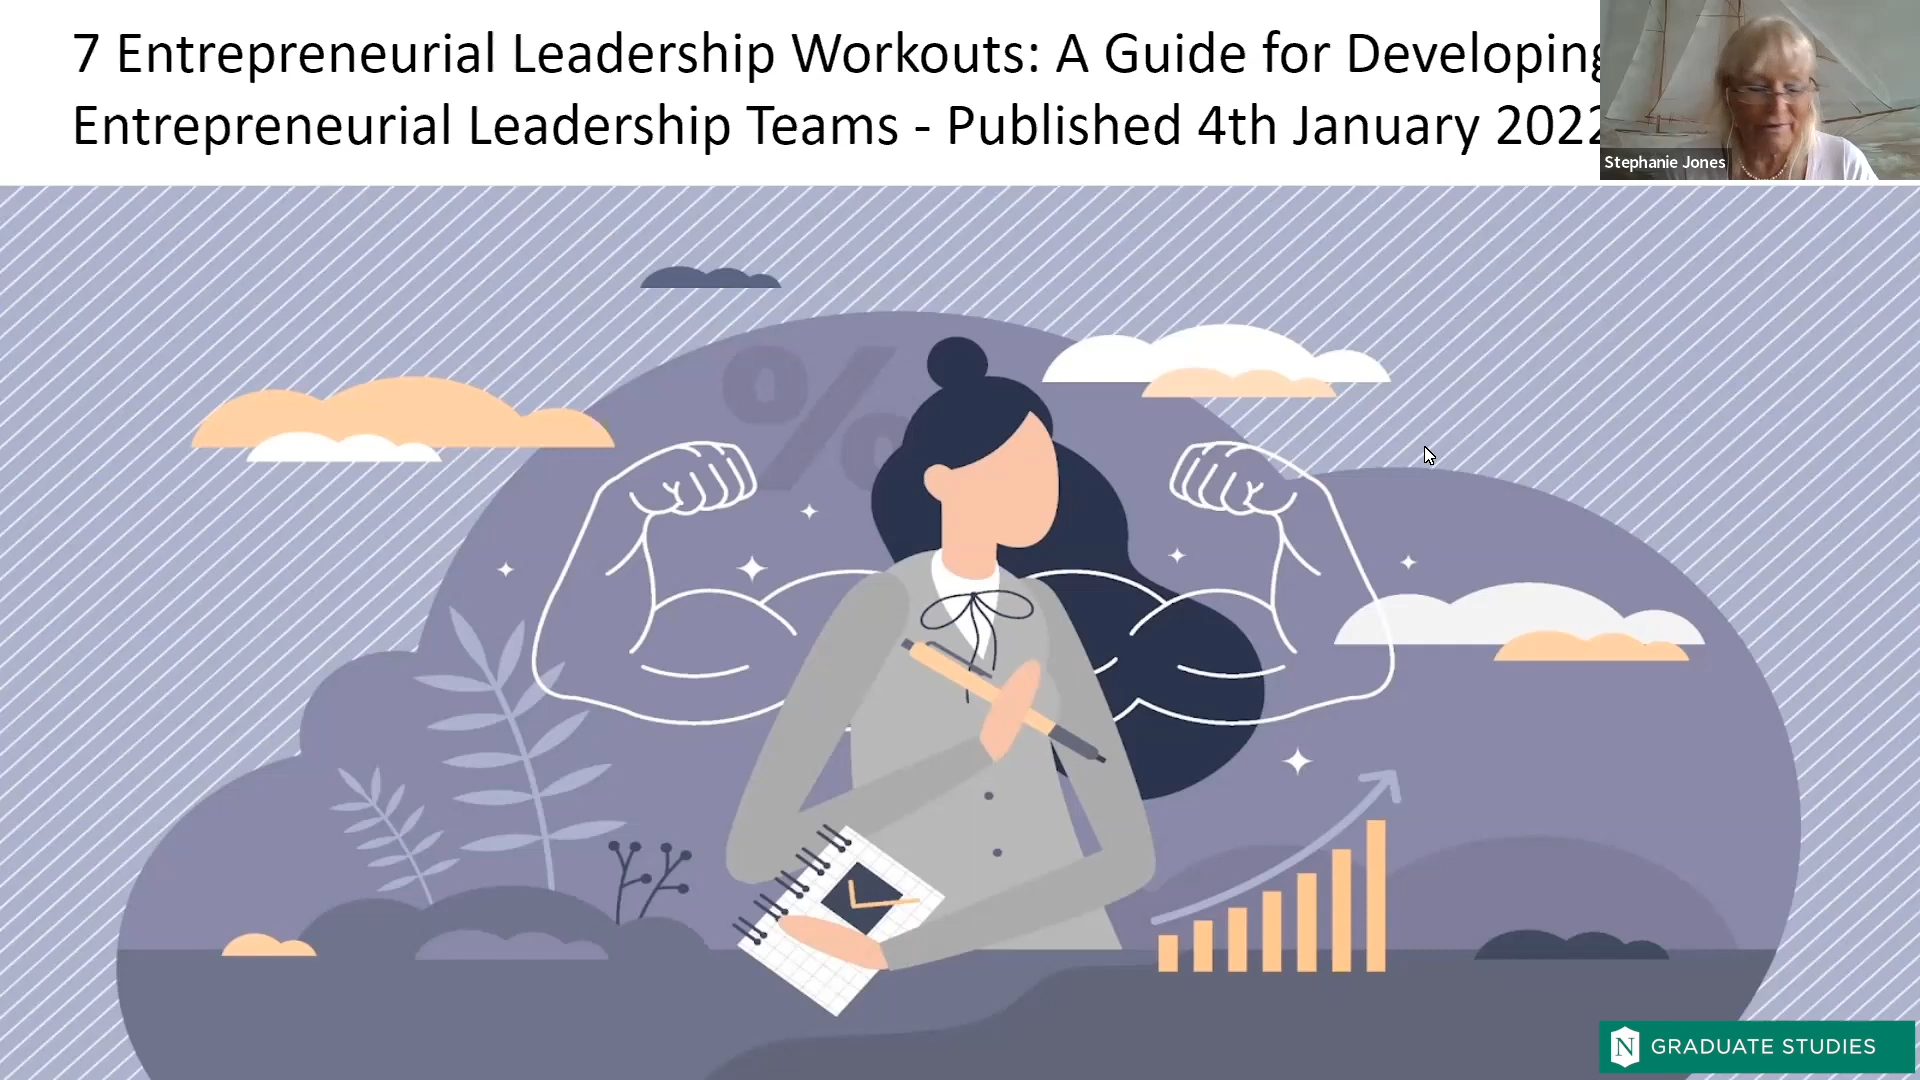 7 Entrepreneurial Leadership Workouts: A Guide for Developing
Entrepreneurial Leadership Teams - Published 4th January 2022
Stephanie Jones
%
N GRADUATE STUDIES